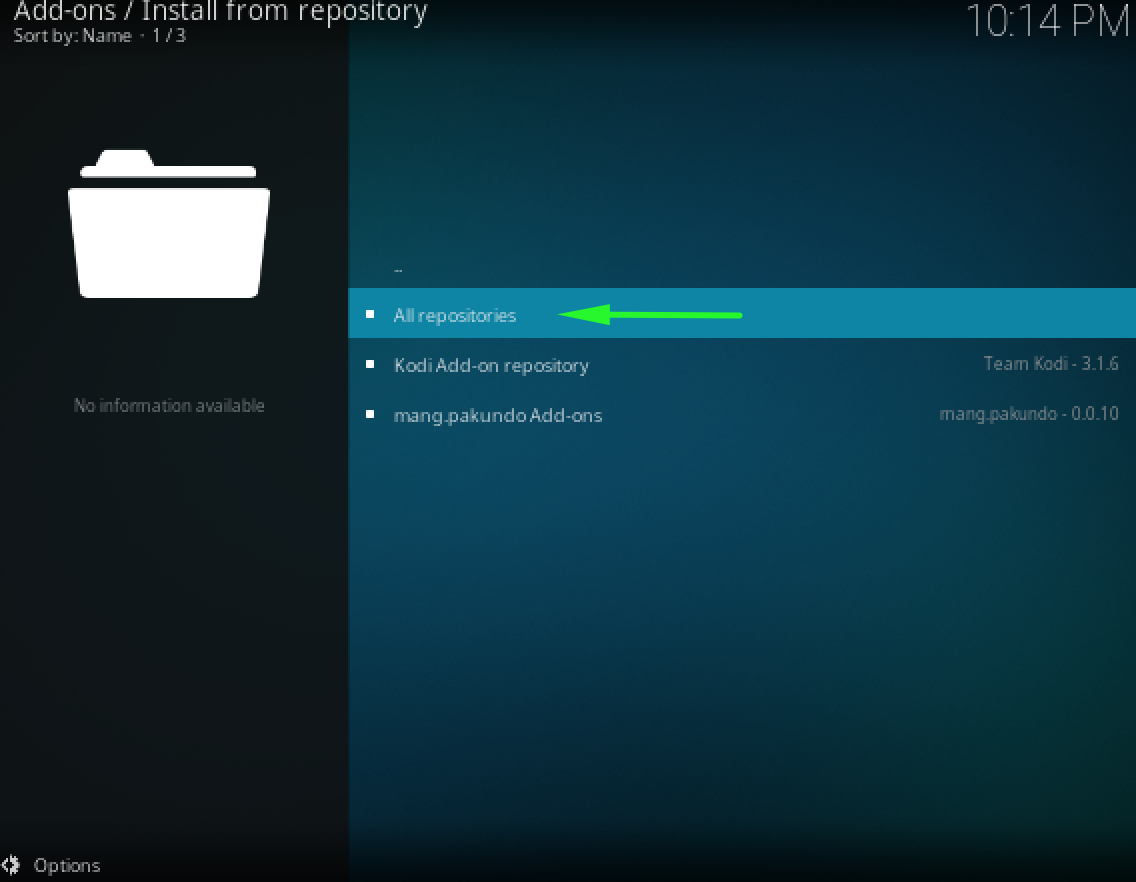 Add-ons / Install from repository
10:14 PM
Sort by: Name · 1 / 3
..
All repositories
Kodi Add-on repository
Team Kodi - 3.1.6
No information available
mang.pakundo Add-ons
mang.pakundo - 0.0.10
Options